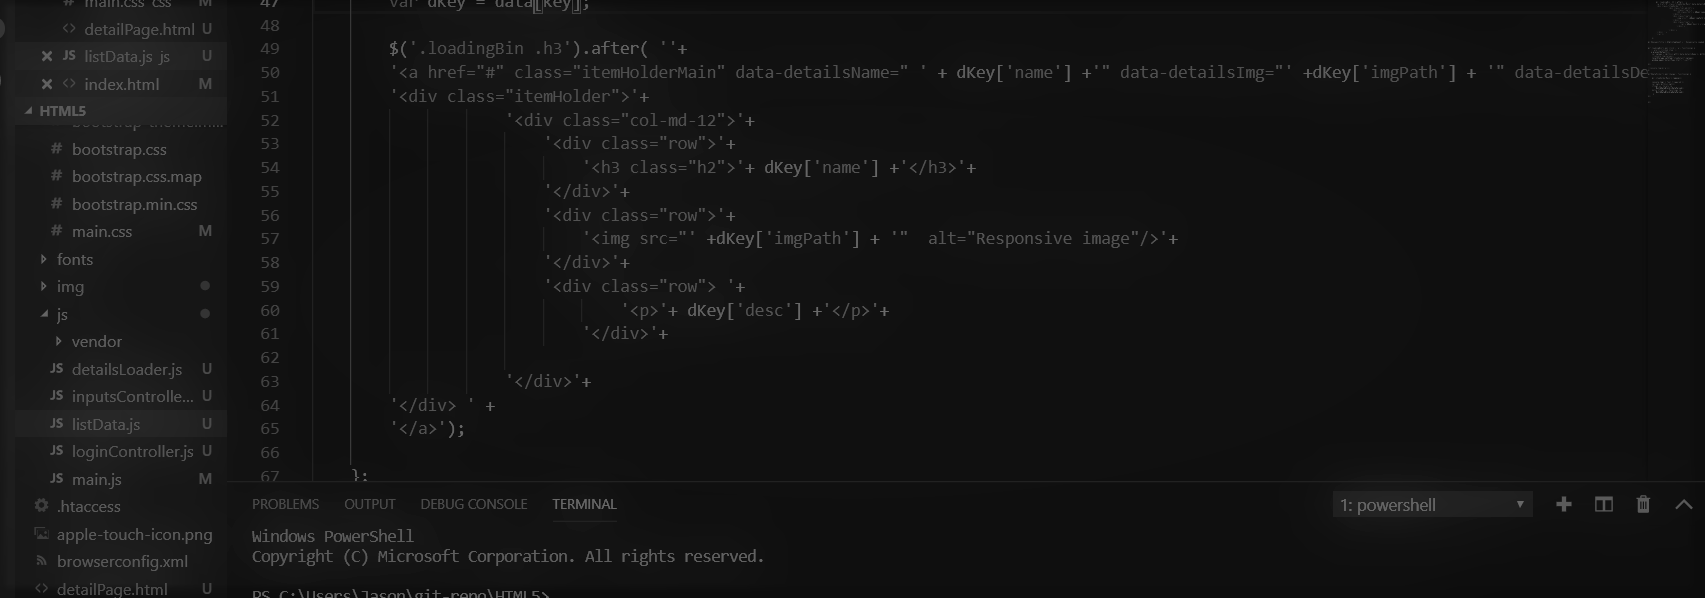 # main.css css M
<> detailPage.html U
JS listData.js js U
<> index.html M
HTML5
# bootstrap.css
# bootstrap.css.map
# bootstrap.min.css
# main.css M
fonts
img
js
vendor
JS detailsLoader.js U
JS inputsControlle... U
JS listData.js U
JS loginController.js U
JS main.js M
.htaccess
apple-touch-icon.png
browserconfig.xml
<> detailPage.html U
47 var dKey = data[key];
48
49 $('.loadingBin .h3').after( ''+
50 '<a href="#" class="itemHolderMain" data-detailsName=" ' + dKey['name'] +'" data-detailsImg="' +dKey['imgPath'] + '" data-detailsDe
51 '<div class="itemHolder">'+
52 '<div class="col-md-12">'+
53 '<div class="row">'+
54 '<h3 class="h2">'+ dKey['name'] +'</h3>'+
55 '</div>'+
56 '<div class="row">'+
57 '<img src="' +dKey['imgPath'] + '"  alt="Responsive image"/>'+
58 '</div>'+
59 '<div class="row"> '+
60 '<p>'+ dKey['desc'] +'</p>'+
61 '</div>'+
62
63 '</div>'+
64 '</div> ' +
65 '</a>');
66
67 };
PROBLEMS OUTPUT DEBUG CONSOLE TERMINAL 1: powershell
Windows PowerShell
Copyright (C) Microsoft Corporation. All rights reserved.
PS C:\Users\Jason\git-repo\HTML5>